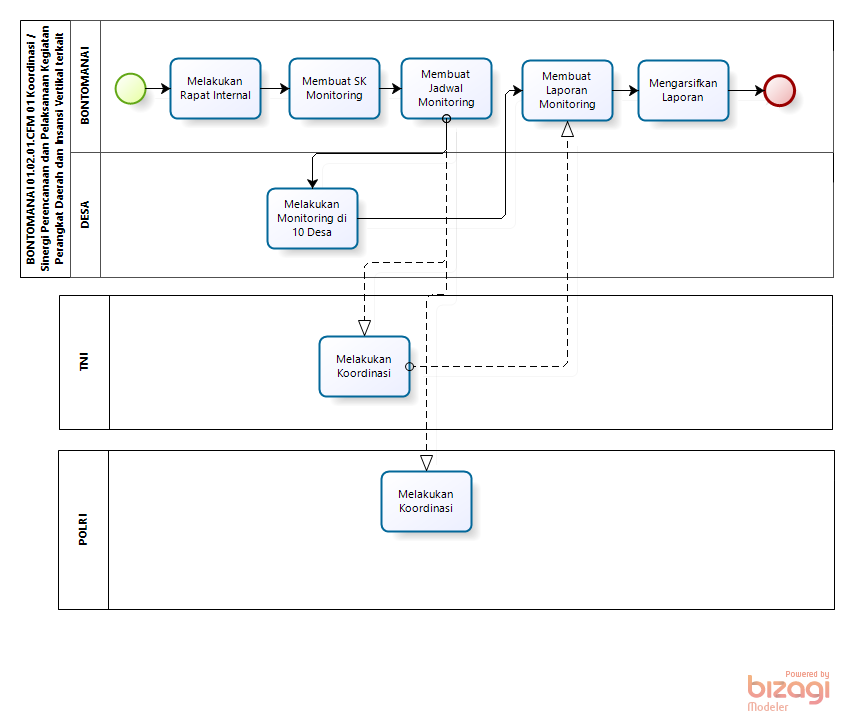 BONTOMANAI 01.02.01.CFM 01 Koordinasi /
Sinergi Perencanaan dan Pelaksanaan Kegiatan
Perangkat Daerah dan Insansi Vertikal terkait
BONTOMANAI
Melakukan
Rapat Internal
Membuat SK
Monitoring
Membuat
Jadwal
Monitoring
Membuat
Laporan
Monitoring
Mengarsifkan
Laporan
DESA
Melakukan
Monitoring di
10 Desa
TNI
Melakukan
Koordinasi
POLRI
Melakukan
Koordinasi
Powered by
bizagi
Modeler